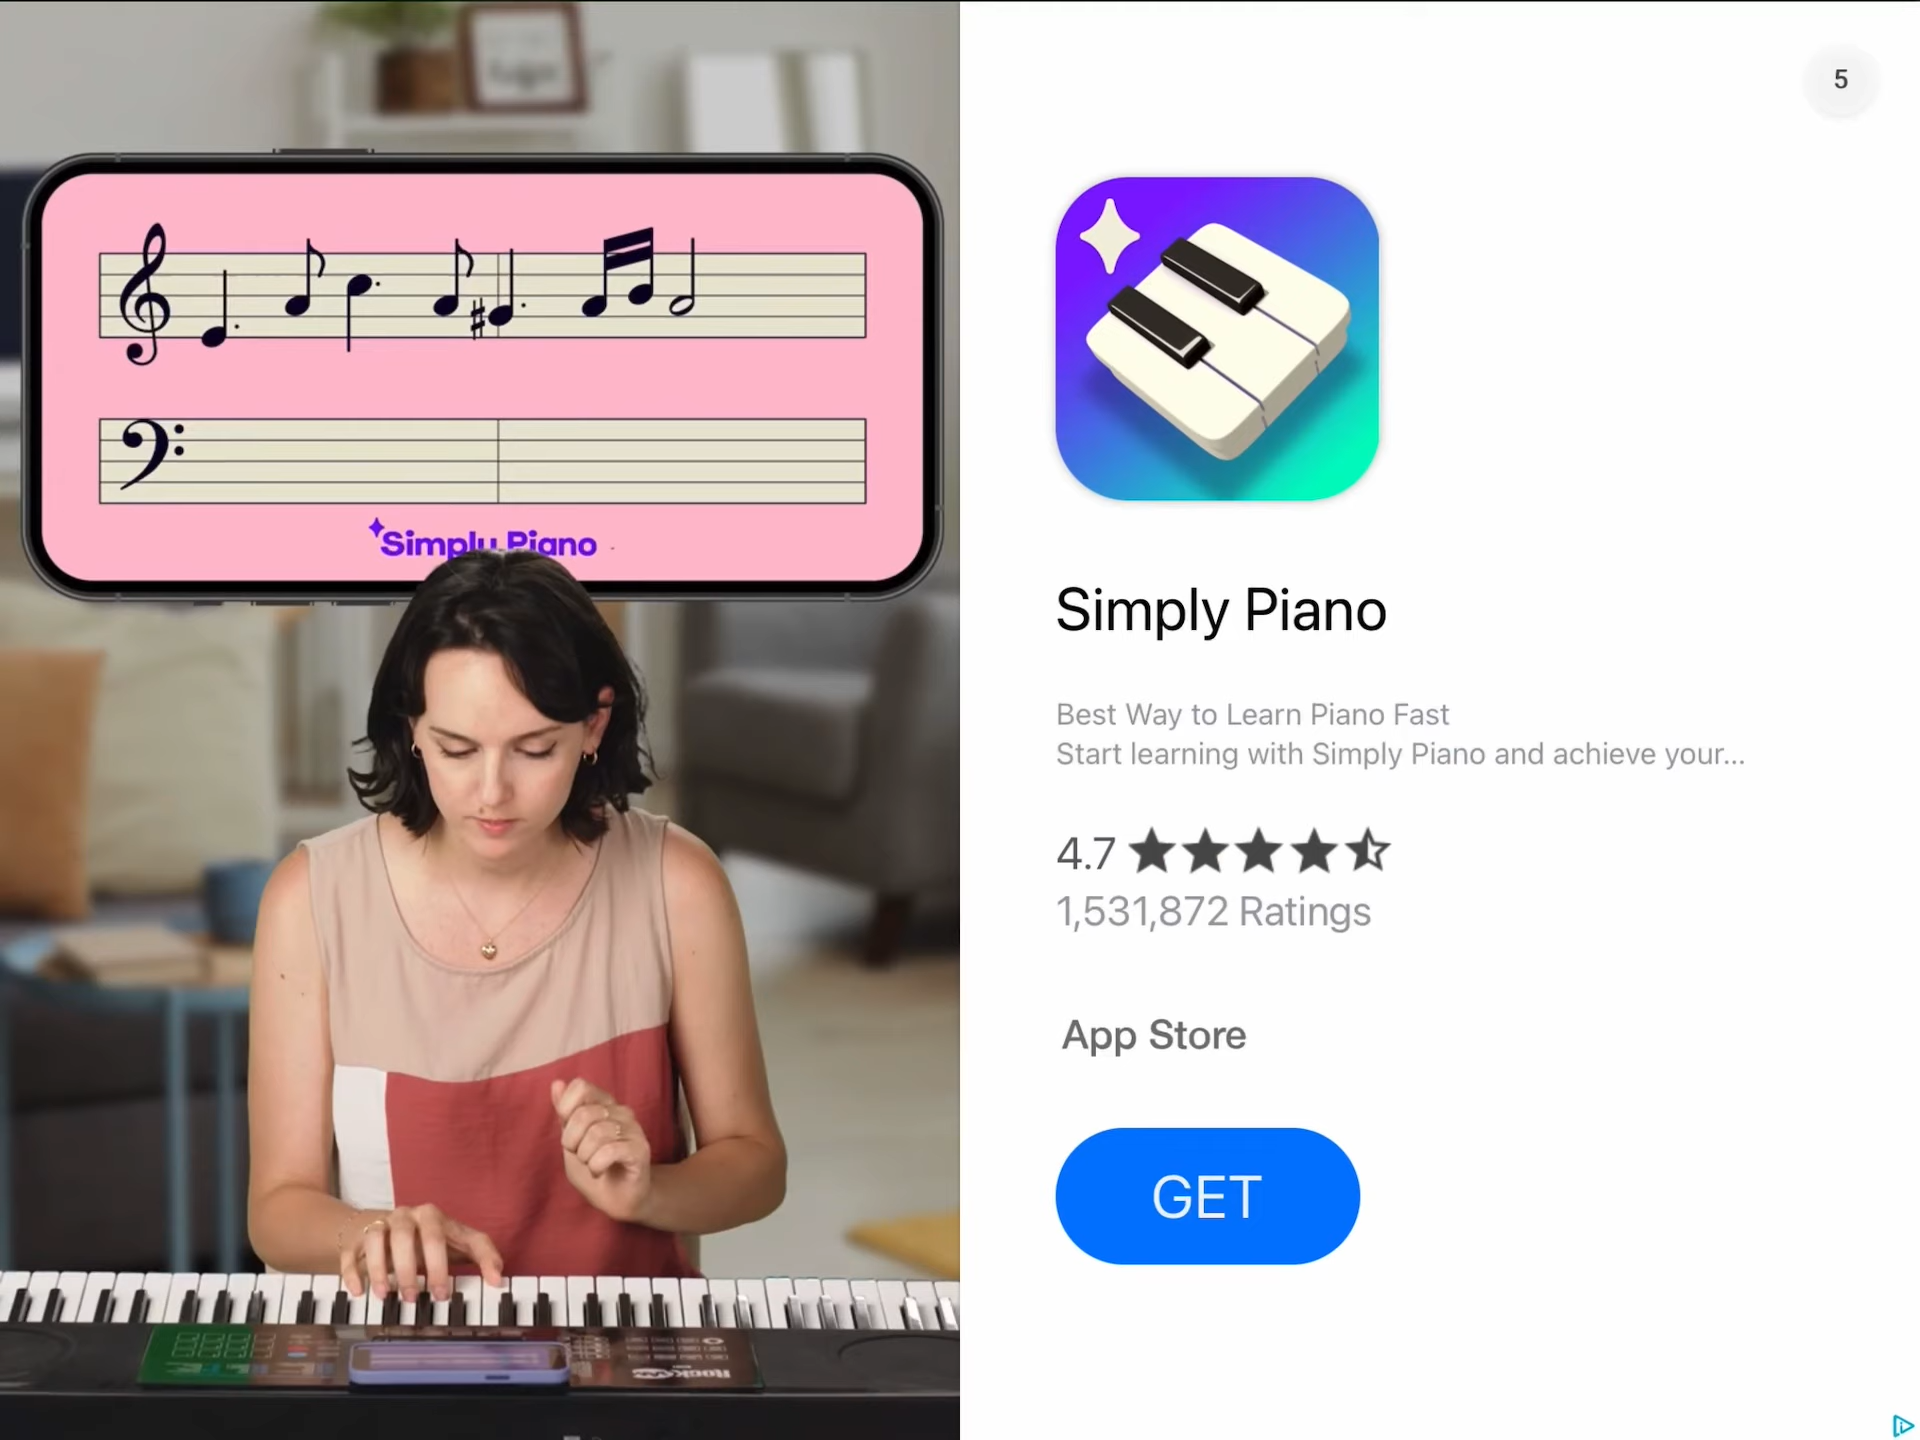 Simply Piano
5
Simply Piano
Best Way to Learn Piano Fast
Start learning with Simply Piano and achieve your...
4.7
1,531,872 Ratings
App Store
GET